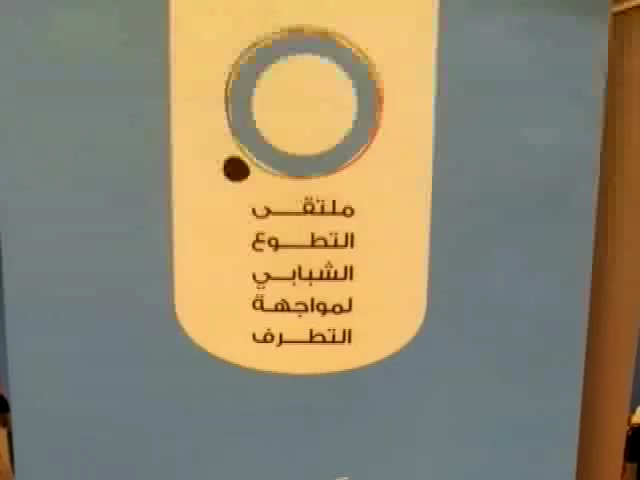 ملتقى
التطوع
الشبابي
لمواجهة
التطرف